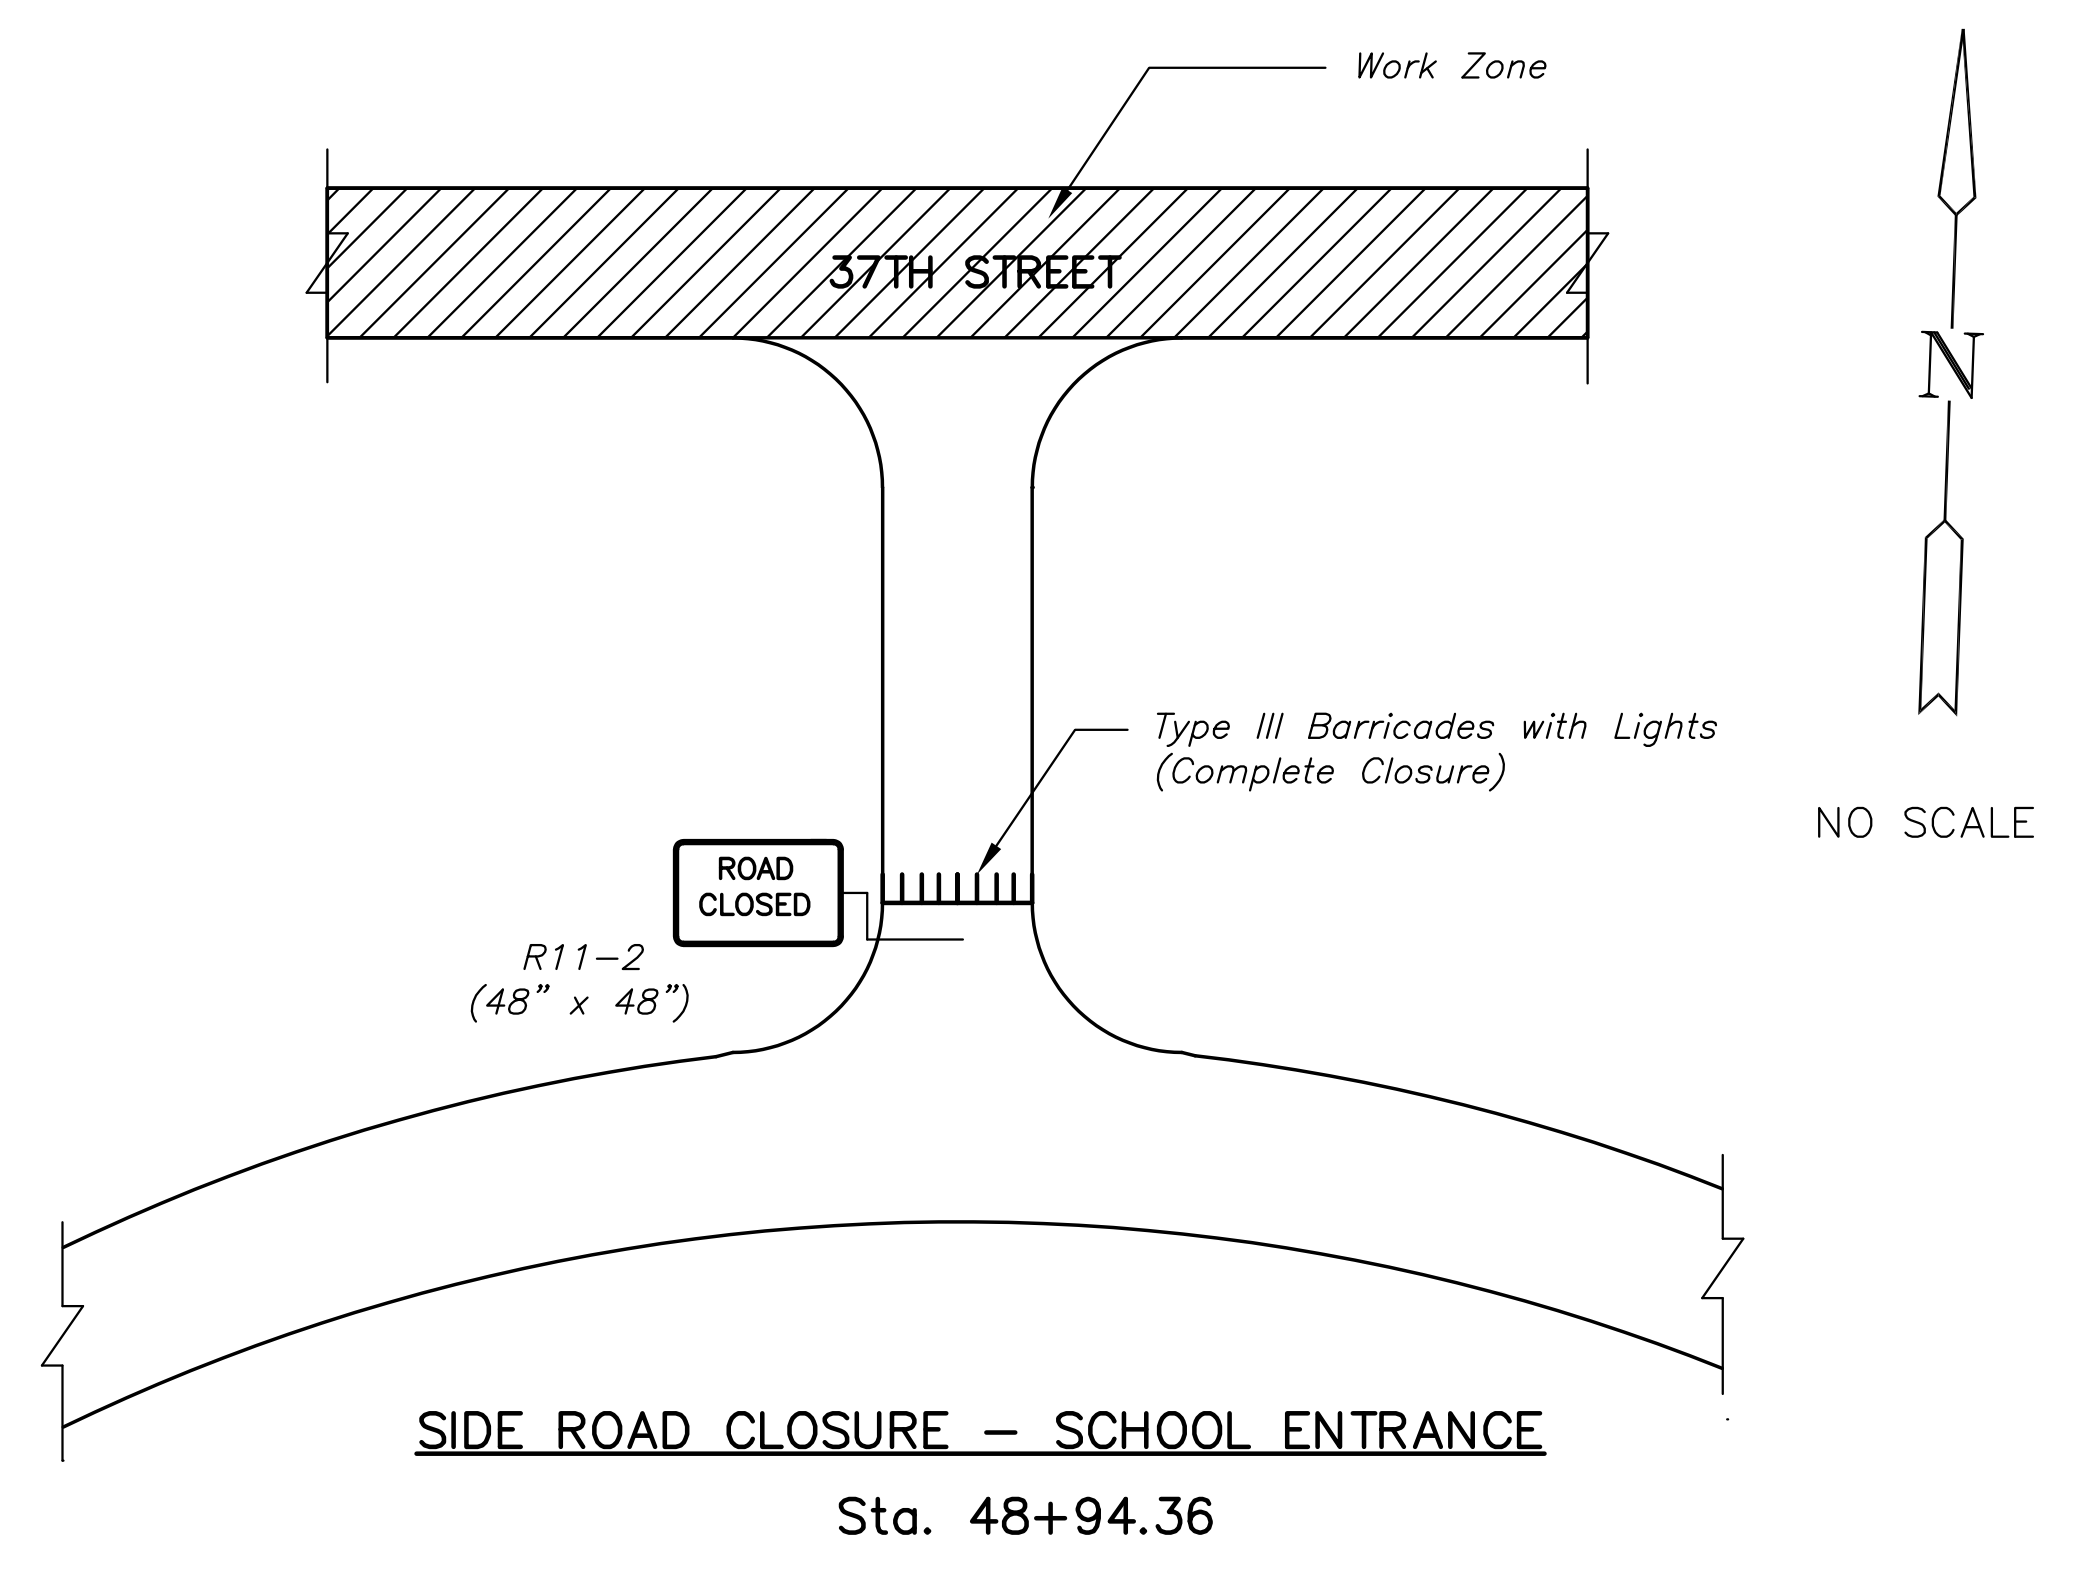 Work Zone
37TH STREET
N
Type III Barricades with Lights
(Complete Closure)
NO SCALE
ROAD
CLOSED
R11-2
(48” x 48”)
SIDE ROAD CLOSURE – SCHOOL ENTRANCE
Sta. 48+94.36